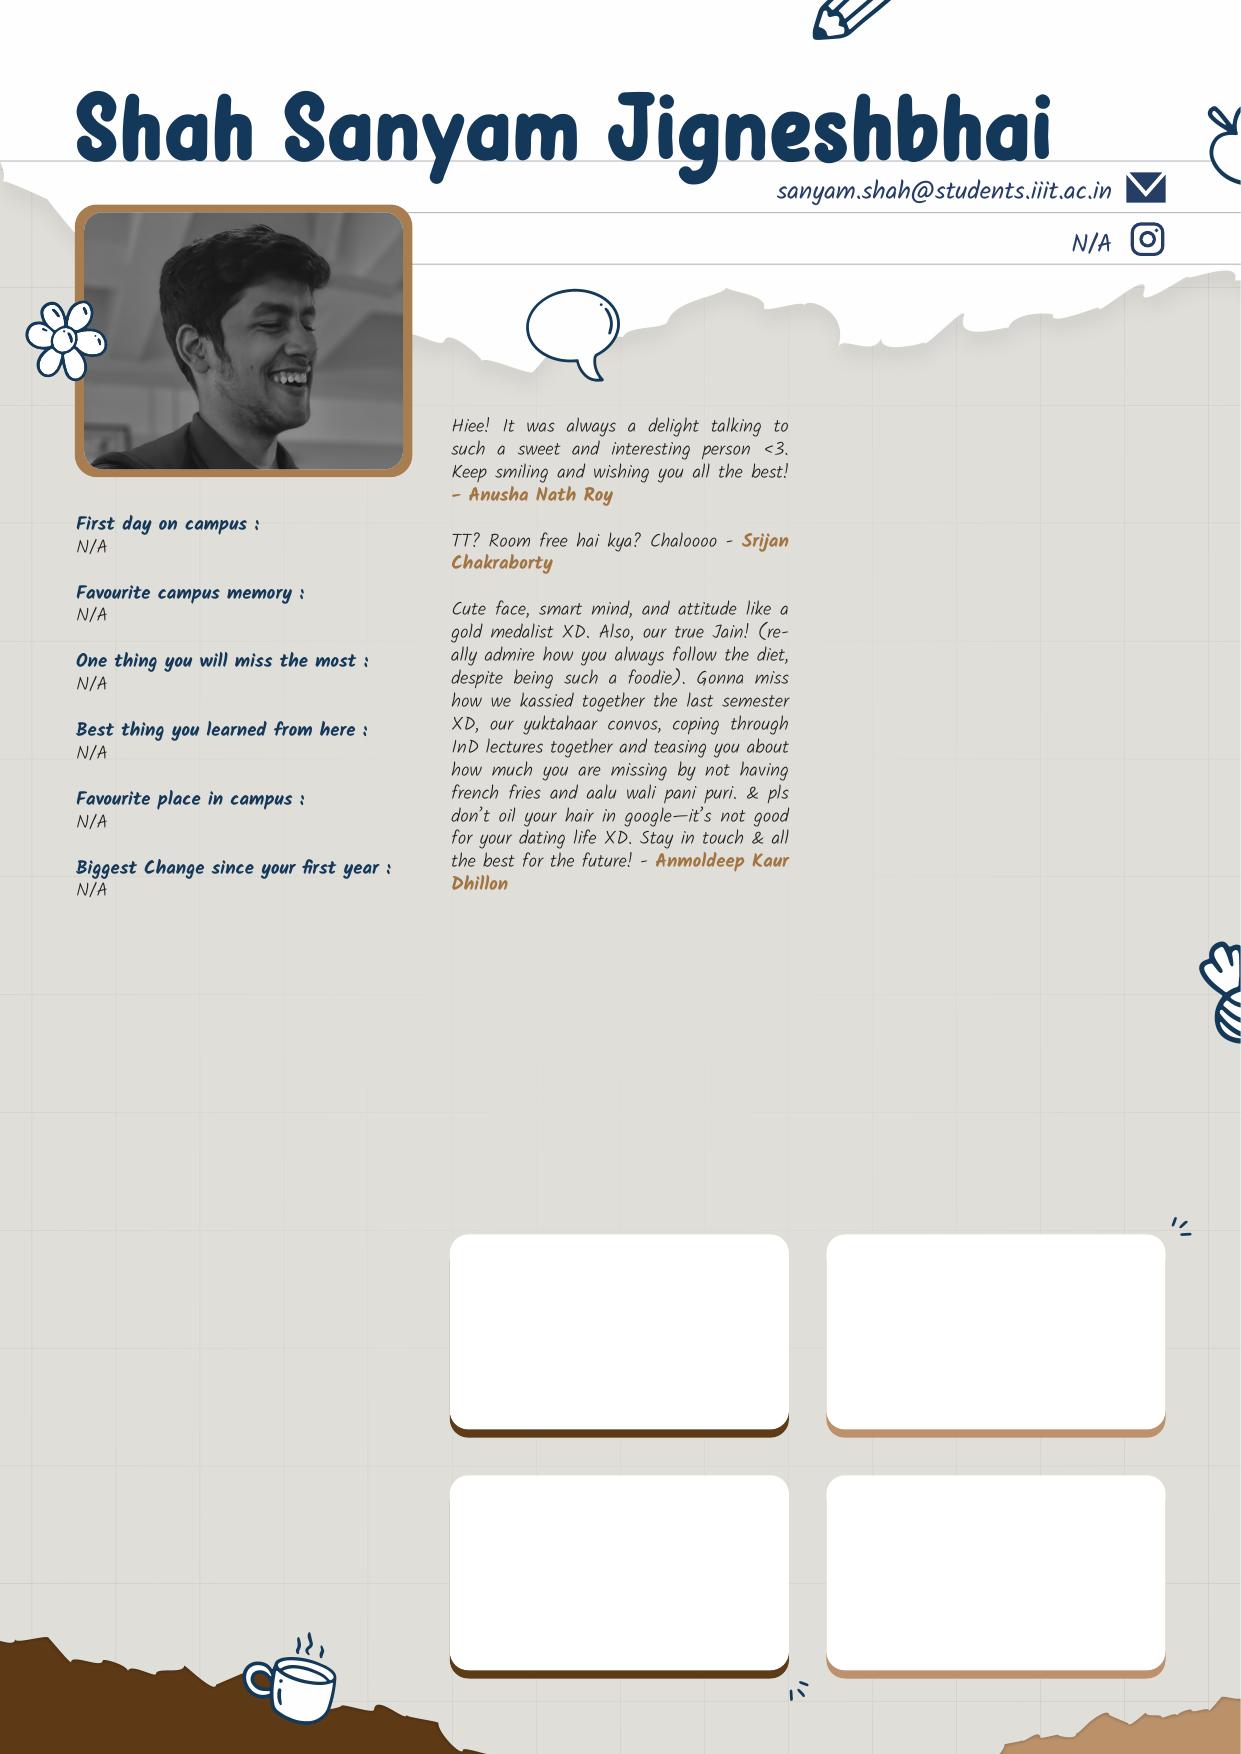 Shah Sanyam Jigneshbhai
sanyam.shah@students.iiit.ac.in
N/A
First day on campus :
N/A
Favourite campus memory :
N/A
One thing you will miss the most :
N/A
Best thing you learned from here :
N/A
Favourite place in campus :
N/A
Biggest Change since your first year :
N/A
Hiee! It was always a delight talking to
such a sweet and interesting person <3.
Keep smiling and wishing you all the best!
- Anusha Nath Roy
TT? Room free hai kya? Chaloooo - Srijan
Chakraborty
Cute face, smart mind, and attitude like a
gold medalist XD. Also, our true Jain! (re-
ally admire how you always follow the diet,
despite being such a foodie). Gonna miss
how we kassied together the last semester
XD, our yuktahaar convos, coping through
InD lectures together and teasing you about
how much you are missing by not having
french fries and aalu wali pani puri. & pls
don't oil your hair in google—it's not good
for your dating life XD. Stay in touch & all
the best for the future! - Anmoldeep Kaur
Dhillon